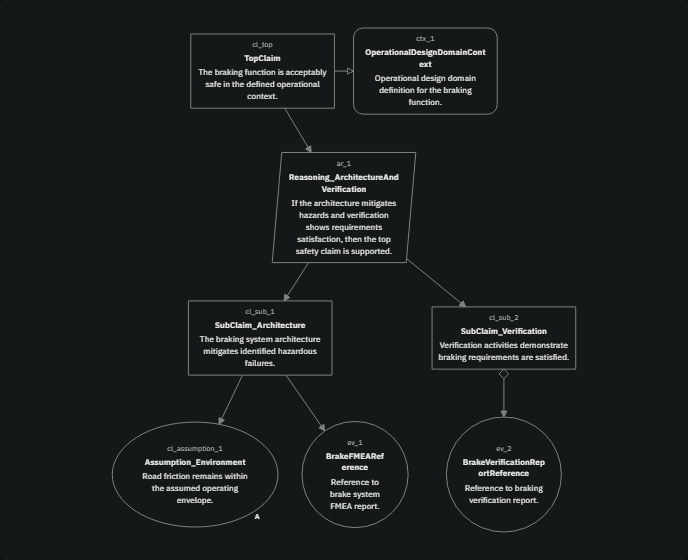 cl_top
TopClaim
The braking function is acceptably
safe in the defined operational
context.
ctx_1
OperationalDesignDomainCont
ext
Operational design domain
definition for the braking
function.
ar_1
Reasoning_ArchitectureAnd
Verification
If the architecture mitigates
hazards and verification
shows requirements
satisfaction, then the top
safety claim is supported.
cl_sub_1
SubClaim_Architecture
The braking system architecture
mitigates identified hazardous
failures.
cl_sub_2
SubClaim_Verification
Verification activities demonstrate
braking requirements are satisfied.
cl_assumption_1
Assumption_Environment
Road friction remains within
the assumed operating
envelope.
A
ev_1
BrakeFMEARef
erence
Reference to
brake system
FMEA report.
ev_2
BrakeVerificationRep
ortReference
Reference to braking
verification report.